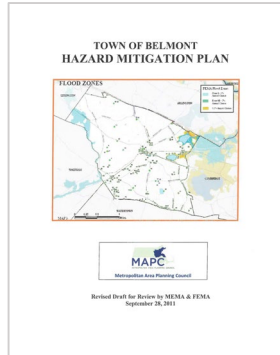 TOWN OF BELMONT
HAZARD MITIGATION PLAN
FLOOD ZONES
MAPC
Metropolitan Area Planning Council
Revised Draft for Review by MEMA & FEMA
September 28, 2011